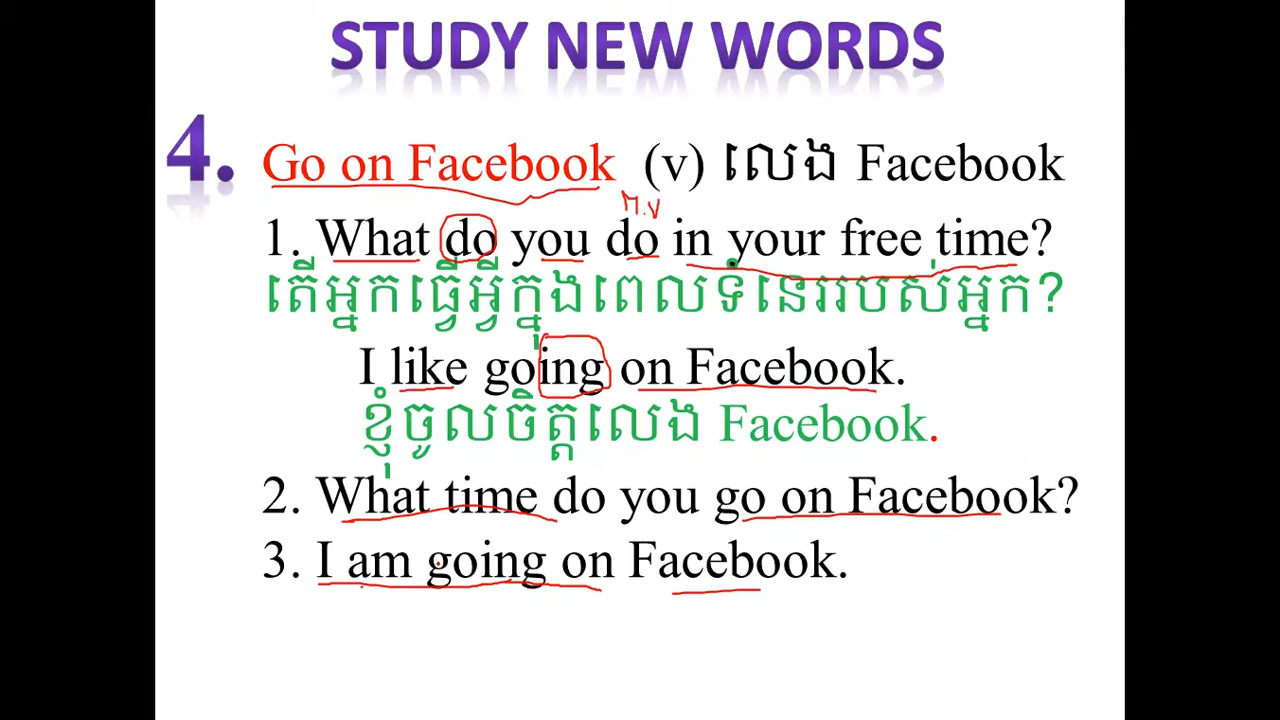 STUDY NEW WORDS
4. Go on Facebook (v) លេង Facebook
M.V
1. What do you do in your free time?
តើអ្នកធ្វើអ្វីក្នុងពេលទំនេររបស់អ្នក?
I like going on Facebook.
ខ្ញុំចូលចិត្តលេង Facebook.
2. What time do you go on Facebook?
3. I am going on Facebook.